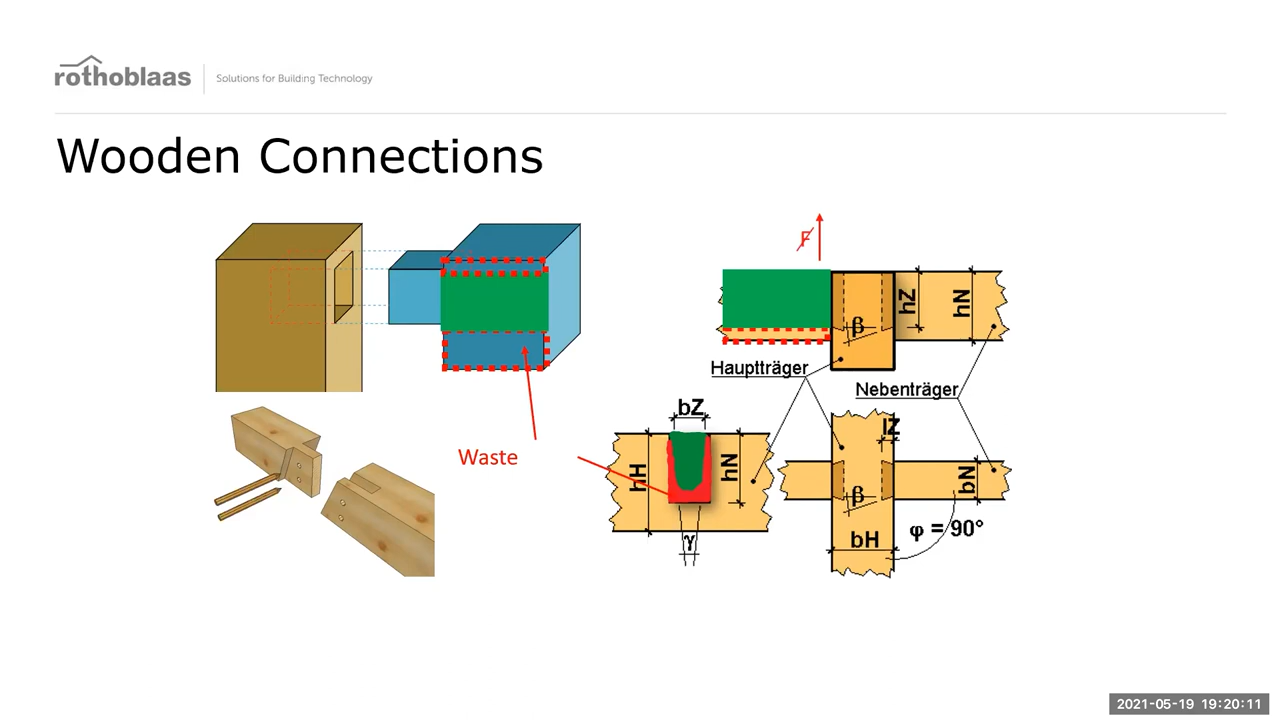 rothoblaas
Solutions for Building Technology
Wooden Connections
F
hZ
hN
β
Hauptträger
Nebenträger
bZ
lZ
Waste
hH
hN
bN
β
γ
bH
φ = 90°
2021-05-19 19:20:11